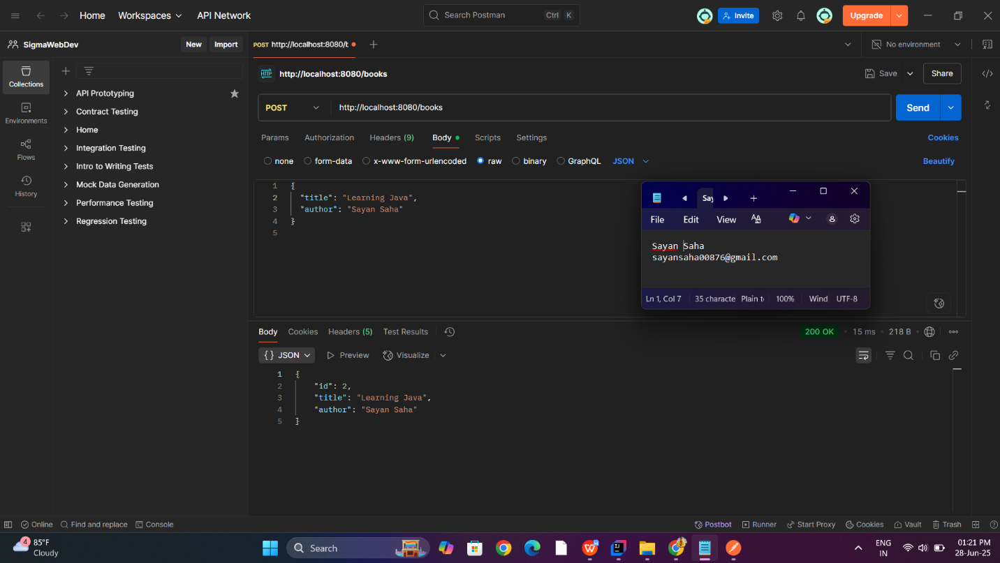 Home Workspaces API Network Search Postman Ctrl K Invite Upgrade
SigmaWebDev New Import POST http://localhost:8080/b No environment
Collections
Environments
Flows
History
API Prototyping
Contract Testing
Home
Integration Testing
Intro to Writing Tests
Mock Data Generation
Performance Testing
Regression Testing
HTTP http://localhost:8080/books Save Share
POST http://localhost:8080/books Send
Params Authorization Headers (9) Body Scripts Settings Cookies
none form-data x-www-form-urlencoded raw binary GraphQL JSON Beautify
1 {
2 "title": "Learning Java",
3 "author": "Sayan Saha"
4 }
5
Say
File Edit View
Sayan Saha
sayansaha00876@gmail.com
Ln 1, Col 7 35 characte Plain t 100% Wind UTF-8
Body Cookies Headers (5) Test Results 200 OK • 15 ms • 218 B •
{} JSON Preview Visualize
1 {
2 "id": 2,
3 "title": "Learning Java",
4 "author": "Sayan Saha"
5 }
Online Find and replace Console Postbot Runner Start Proxy Cookies Vault Trash
4 85°F
Cloudy
Search
ENG
IN
01:21 PM
28-Jun-25